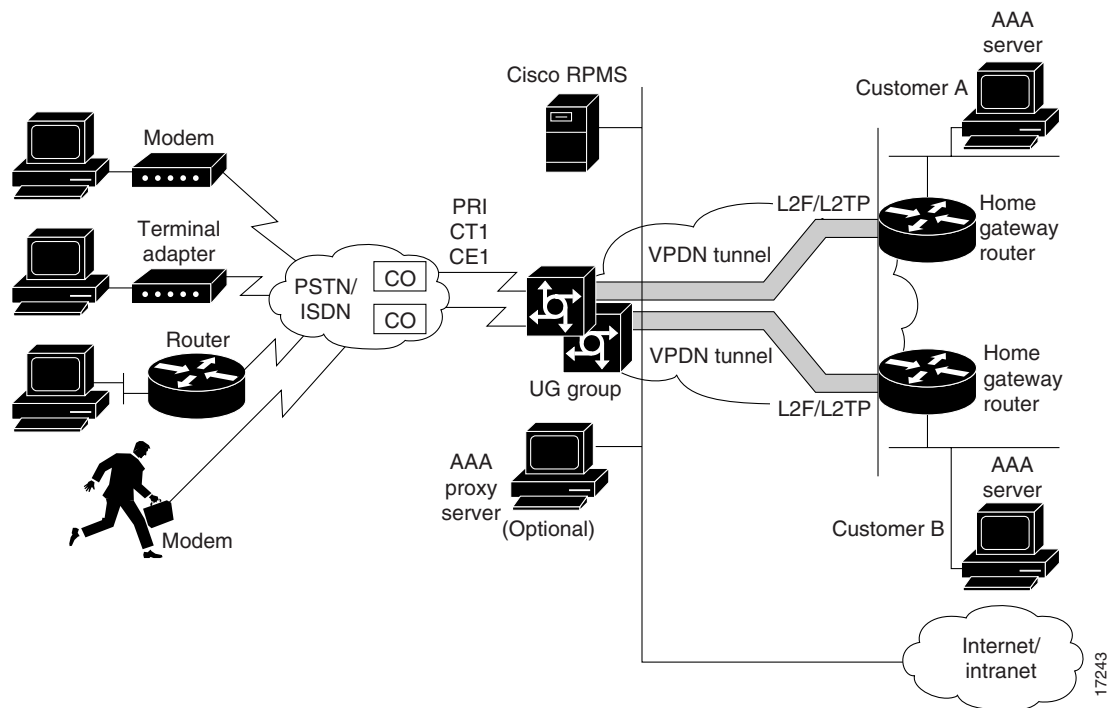 AAA
server
Cisco RPMS
Customer A
Modem
PRI
CT1
CE1
L2F/L2TP
Home
gateway
router
Terminal
adapter
VPDN tunnel
PSTN/
ISDN
CO
CO
Router
VPDN tunnel
UG group
Home
gateway
router
L2F/L2TP
AAA
proxy
server
(Optional)
AAA
server
Customer B
Modem
Internet/
intranet
17243